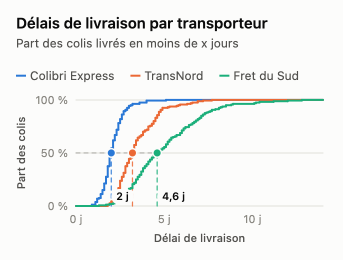 Délais de livraison par transporteur
Part des colis livrés en moins de x jours
Colibri Express TransNord Fret du Sud
100 %
50 %
0 %
Part des colis
2 j 4,6 j
0 j 5 j 10 j
Délai de livraison